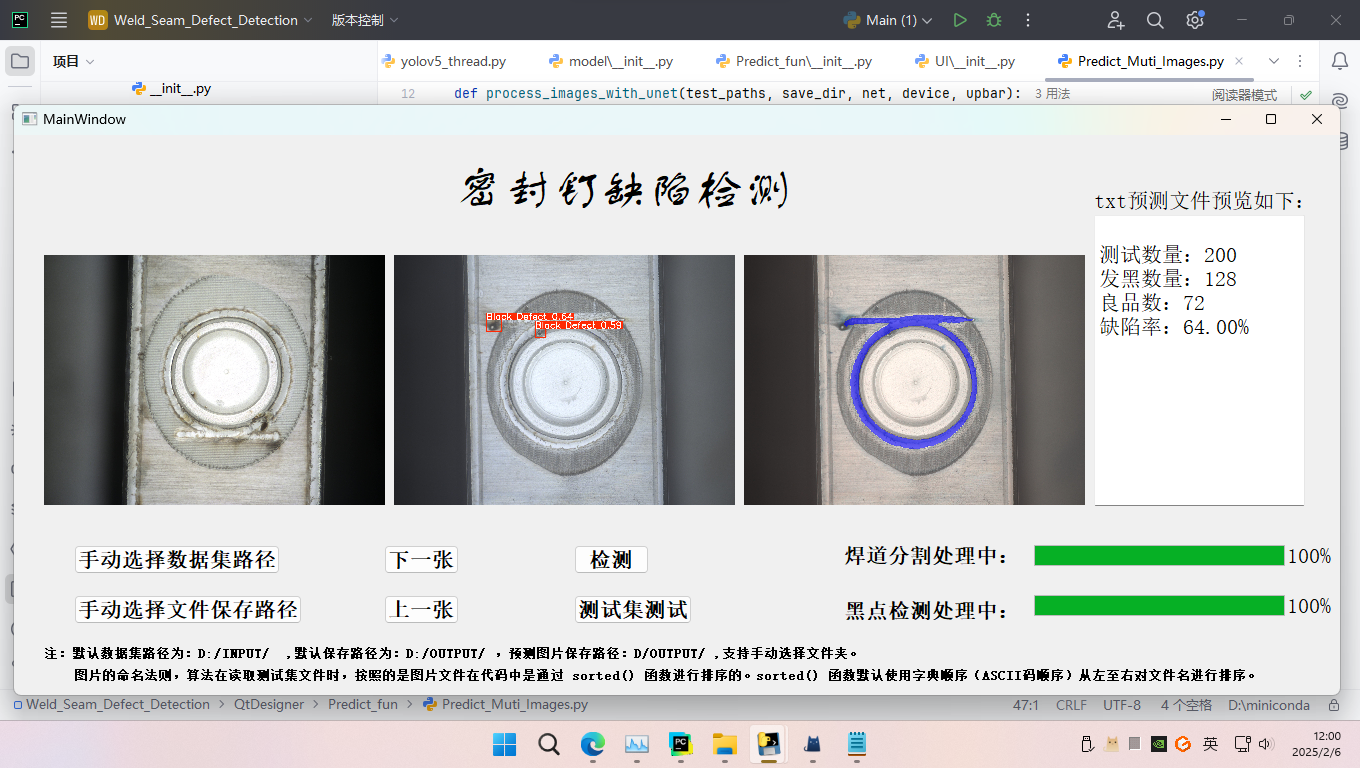 PC
WD Weld_Seam_Defect_Detection 版本控制 Main (1)
项目
yolov5_thread.py model\__init__.py Predict_fun\__init__.py UI\__init__.py Predict_Muti_Images.py
__init__.py
12 def process_images_with_unet(test_paths, save_dir, net, device, upbar): 3 用法 阅读器模式
MainWindow
密封钉缺陷检测
txt预测文件预览如下:
测试数量: 200
发黑数量: 128
良品数: 72
缺陷率: 64.00%
Black_Defect 0.64
Black_Defect 0.59
手动选择数据集路径 下一张 检测 焊道分割处理中: 100%
手动选择文件保存路径 上一张 测试集测试 黑点检测处理中: 100%
注: 默认数据集路径为: D:/INPUT/ ,默认保存路径为: D:/OUTPUT/ , 预测图片保存路径: D/OUTPUT/ ,支持手动选择文件夹。
图片的命名法则, 算法在读取测试集文件时, 按照的是图片文件在代码中是通过 sorted() 函数进行排序的。sorted() 函数默认使用字典顺序 (ASCII码顺序) 从左至右对文件名进行排序。
Weld_Seam_Defect_Detection > QtDesigner > Predict_fun > Predict_Muti_Images.py 47:1 CRLF UTF-8 4 个空格 D:\miniconda
PC
英
12:00
2025/2/6